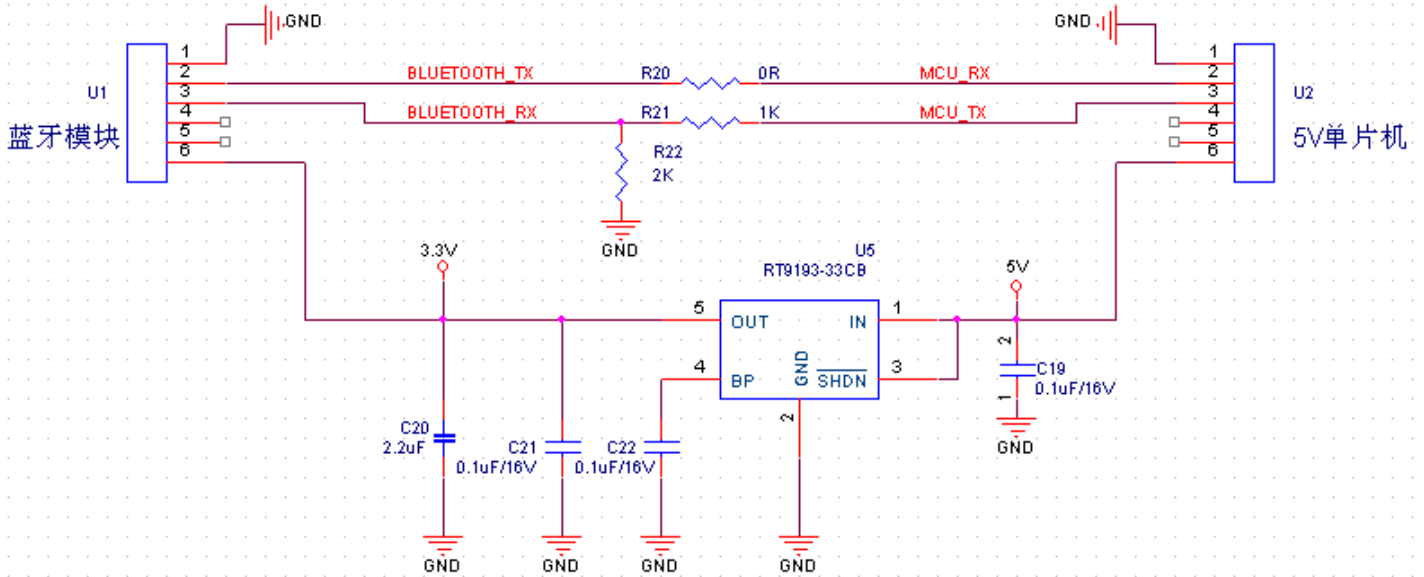 GND
GND
1
2
3
4
5
6
U1
蓝牙模块
BLUETOOTH_TX
R20
0R
MCU_RX
BLUETOOTH_RX
R21
1K
MCU_TX
1
2
3
4
5
6
U2
5V单片机
R22
2K
GND
3.3V
U5
RT9193-33CB
5V
5
OUT
IN
1
4
BP
GND
SHDN
3
2
2
C19
0.1uF/16V
1
GND
C20
2.2uF
C21
0.1uF/16V
C22
0.1uF/16V
GND
GND
GND
GND